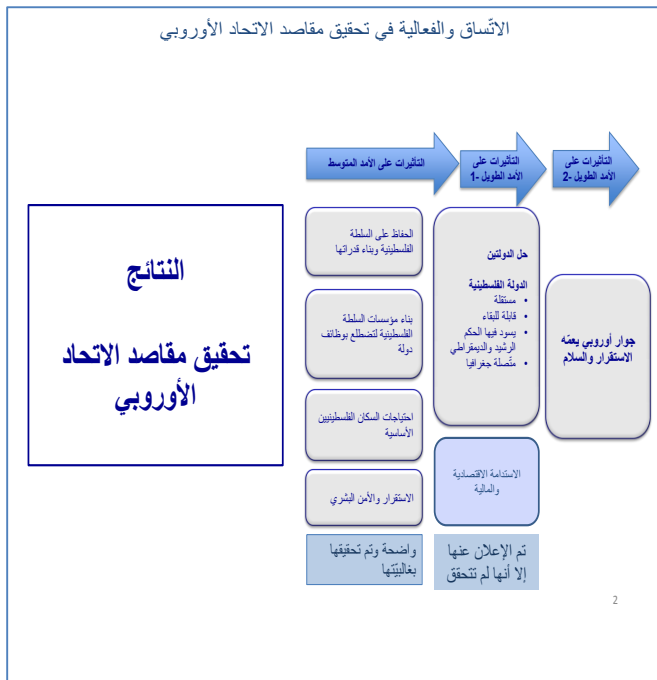 الاتّساق والفعالية في تحقيق مقاصد الاتحاد الأوروبي
النتائج
تحقيق مقاصد الاتحاد
الأوروبي
التأثيرات على الأمد المتوسط
الحفاظ على السلطة
الفلسطينية وبناء قدراتها
بناء مؤسسات السلطة
الفلسطينية لتضطلع بوظائف
دولة
احتياجات السكان الفلسطينيين
الأساسية
الاستقرار والأمن البشري
واضحة وتم تحقيقها
بغالبيّتها
التأثيرات على
الأمد الطويل -1
حل الدولتين
الدولة الفلسطينية
• مستقلة
• قابلة للبقاء
• يسود فيها الحكم
الرشيد والديمقراطي
• متّصلة جغرافيا
الاستدامة الاقتصادية
والمالية
تم الإعلان عنها
إلا أنها لم تتحقق
التأثيرات على
الأمد الطويل -2
جوار أوروبي يعمّه
الاستقرار والسلام
2